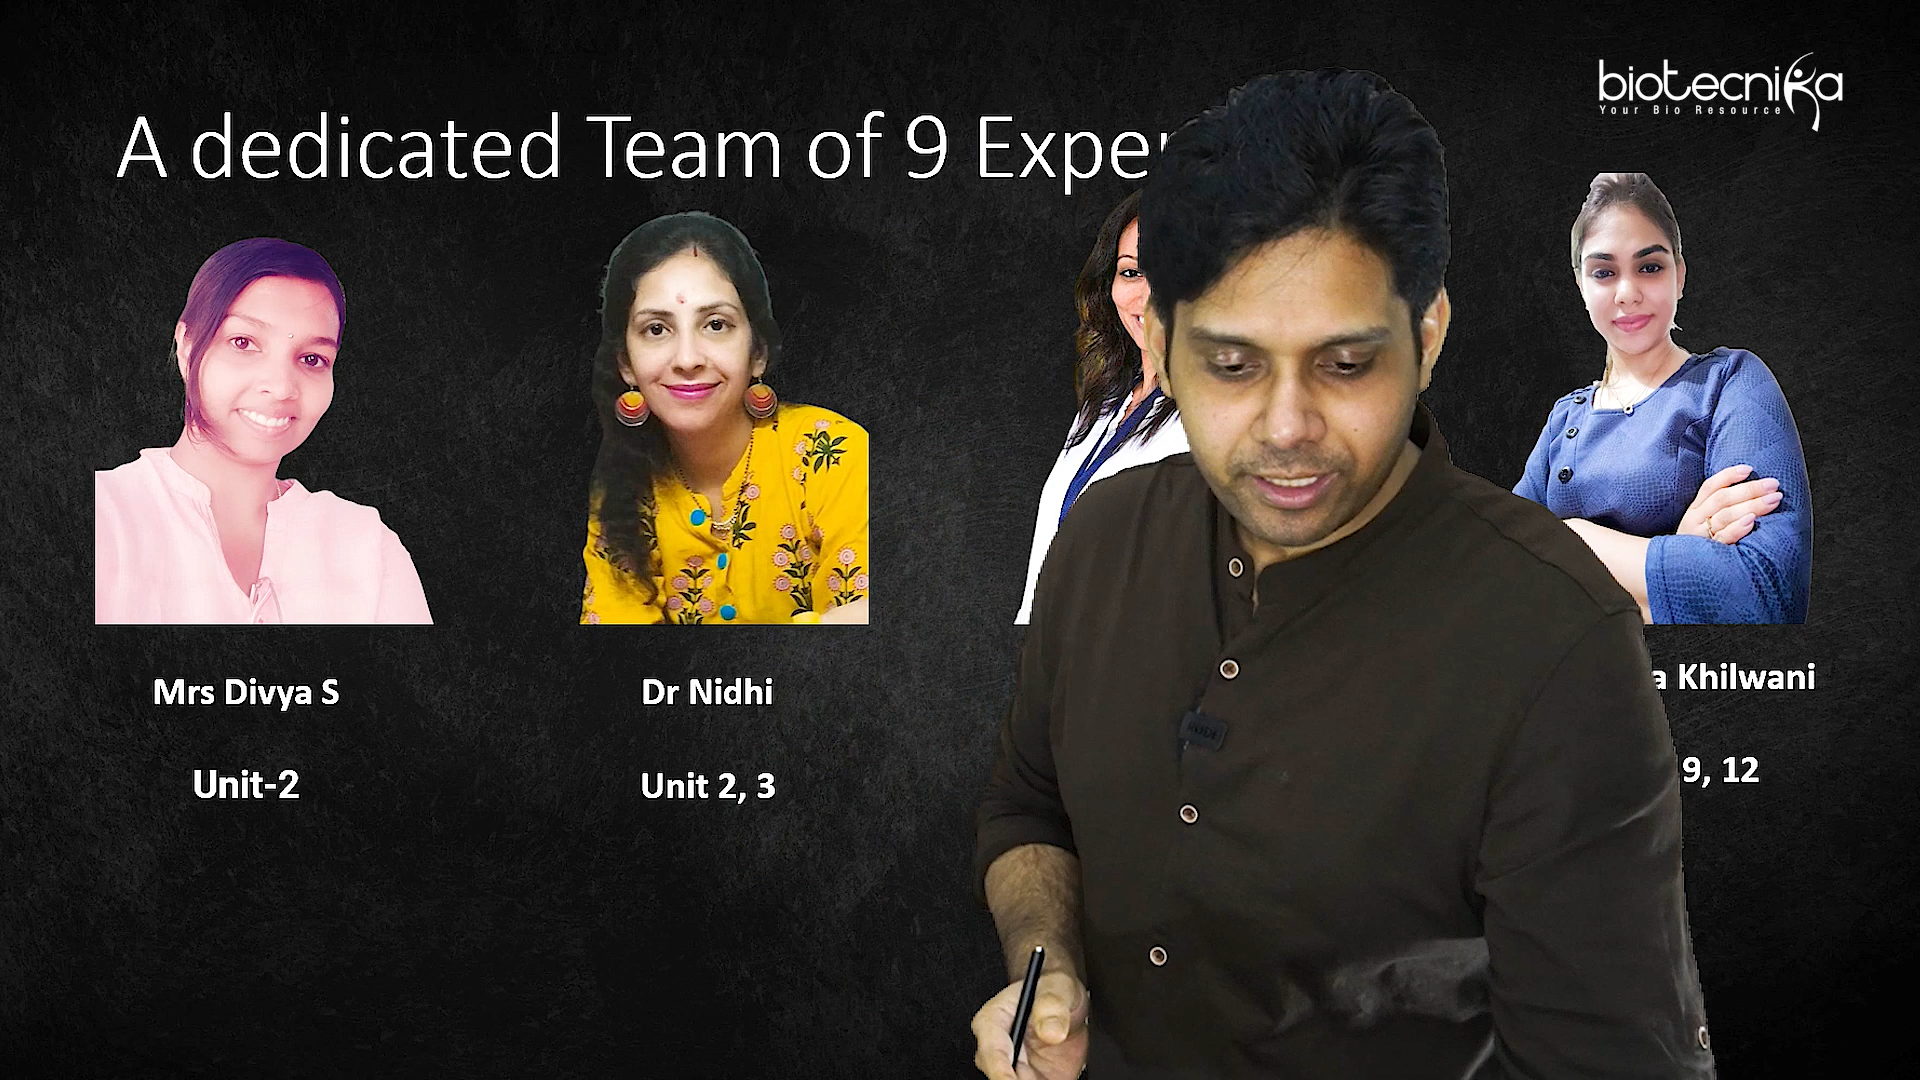 biotecnika
Your Bio Resource
A dedicated Team of 9 Exper
Mrs Divya S
Dr Nidhi
a Khilwani
Unit-2
Unit 2, 3
9, 12